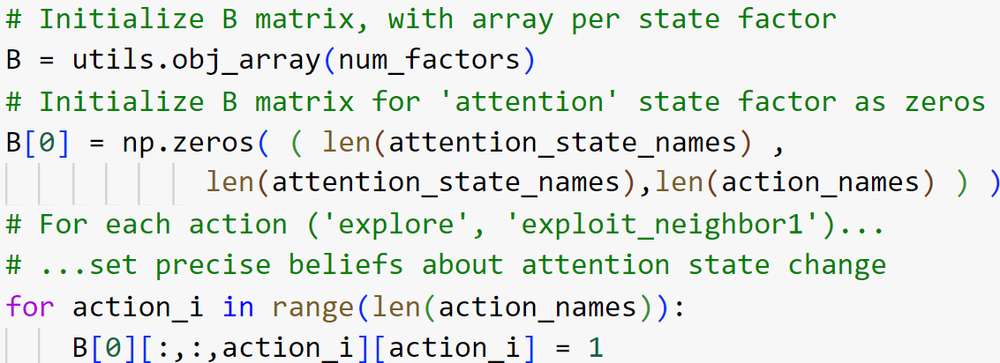 # Initialize B matrix, with array per state factor
B = utils.obj_array(num_factors)
# Initialize B matrix for 'attention' state factor as zeros
B[0] = np.zeros( ( len(attention_state_names) ,
            len(attention_state_names),len(action_names) ) )
# For each action ('explore', 'exploit_neighbor1')...
# ...set precise beliefs about attention state change
for action_i in range(len(action_names)):
    B[0][:,:,action_i][action_i] = 1